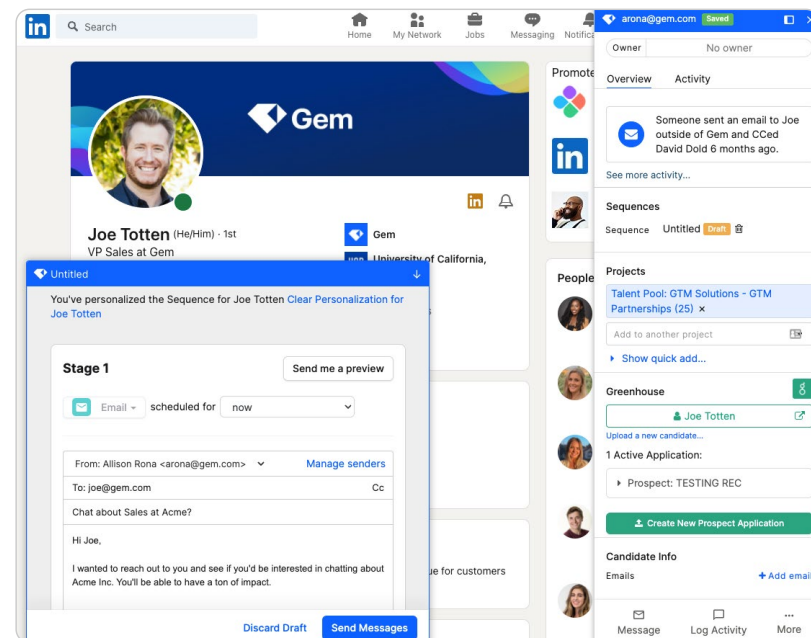 in
Search
Home
My Network
Jobs
Messaging
Gem
in
Joe Totten (He/Him) · 1st
VP Sales at Gem
Gem
University of California,
Promote
in
People
ue for customers
Untitled
You've personalized the Sequence for Joe Totten Clear Personalization for
Joe Totten
Stage 1
Send me a preview
Email
scheduled for
now
From: Allison Rona <arona@gem.com>
Manage senders
To: joe@gem.com
Cc
Chat about Sales at Acme?
Hi Joe,
I wanted to reach out to you and see if you'd be interested in chatting about
Acme Inc. You'll be able to have a ton of impact.
Discard Draft
Send Messages
arona@gem.com
Saved
Owner
No owner
Overview
Activity
Someone sent an email to Joe
outside of Gem and CCed
David Dold 6 months ago.
See more activity...
Sequences
Sequence
Untitled
Draft
Projects
Talent Pool: GTM Solutions - GTM
Partnerships (25) ×
Add to another project
Show quick add...
Greenhouse
Joe Totten
Upload a new candidate...
1 Active Application:
Prospect: TESTING REC
Create New Prospect Application
Candidate Info
Emails
+ Add email
Message
Log Activity
More